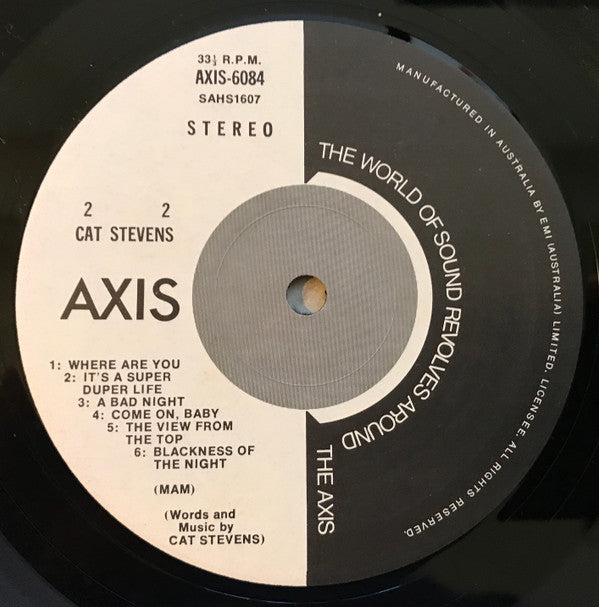 33⅓ R.P.M.
AXIS-6084
SAHS1607
STEREO
2 2
CAT STEVENS
AXIS
1: WHERE ARE YOU
2: IT'S A SUPER
DUPER LIFE
3: A BAD NIGHT
4: COME ON, BABY
5: THE VIEW FROM
THE TOP
6: BLACKNESS OF
THE NIGHT
(MAM)
(Words and
Music by
CAT STEVENS)
THE WORLD OF SOUND REVOLVES AROUND
THE AXIS
MANUFACTURED IN AUSTRALIA BY EMI (AUSTRALIA) LIMITED. LICENSEE. ALL RIGHTS RESERVED.